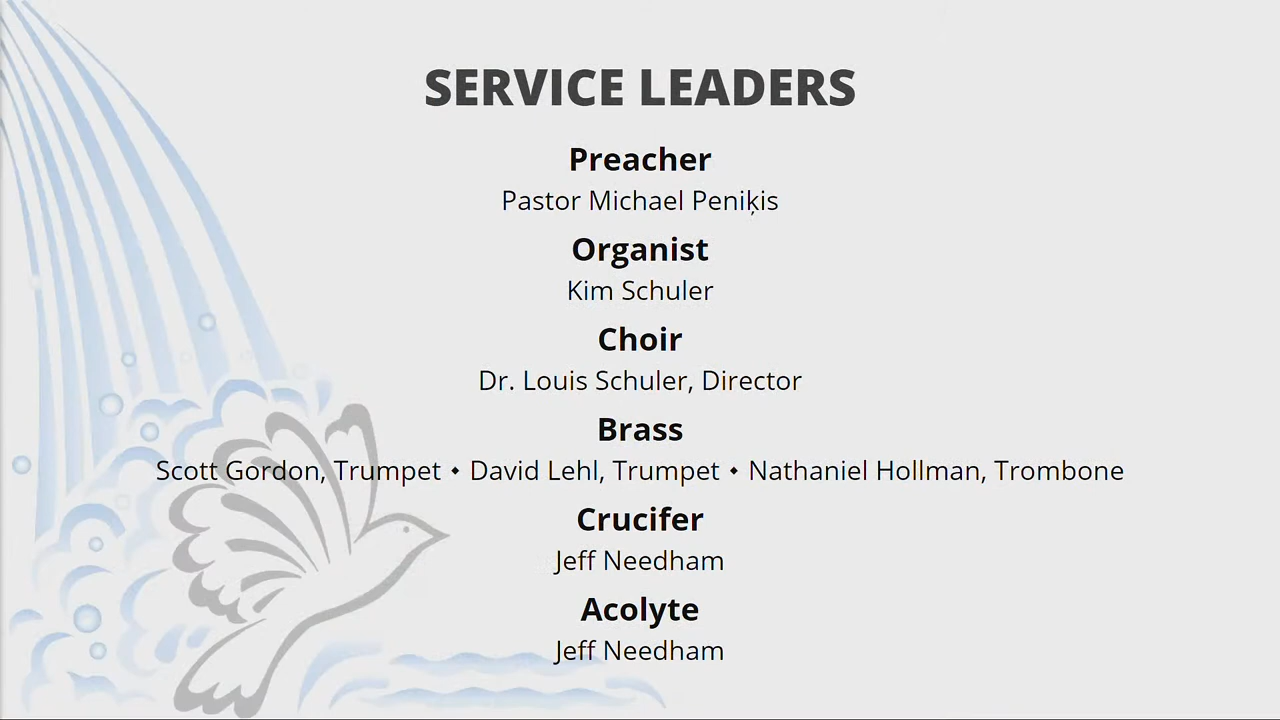 SERVICE LEADERS
Preacher
Pastor Michael Peniķis
Organist
Kim Schuler
Choir
Dr. Louis Schuler, Director
Brass
Scott Gordon, Trumpet • David Lehl, Trumpet • Nathaniel Hollman, Trombone
Crucifer
Jeff Needham
Acolyte
Jeff Needham